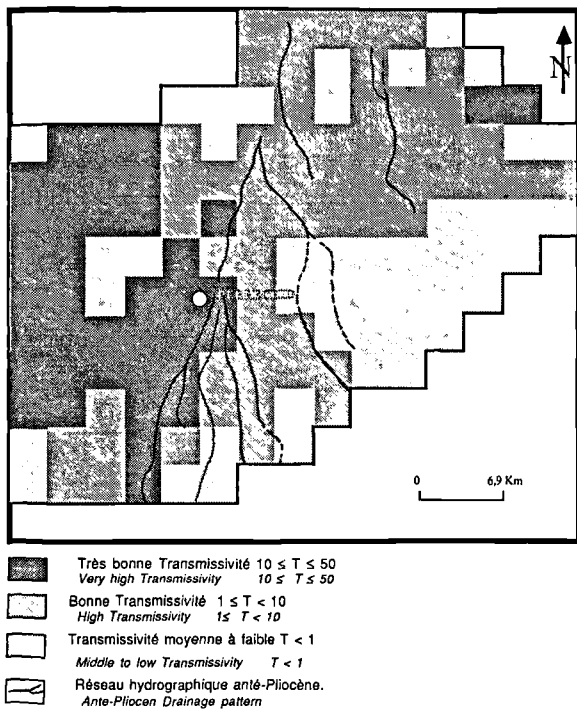 N
0 6,9 Km
Très bonne Transmissivité 10 ≤ T ≤ 50
Very high Transmissivity 10 ≤ T ≤ 50
Bonne Transmissivité 1 ≤ T < 10
High Transmissivity 1≤ T < 10
Transmissivité moyenne à faible T < 1
Middle to low Transmissivity T < 1
Réseau hydrographique anté-Pliocène.
Ante-Pliocen Drainage pattern